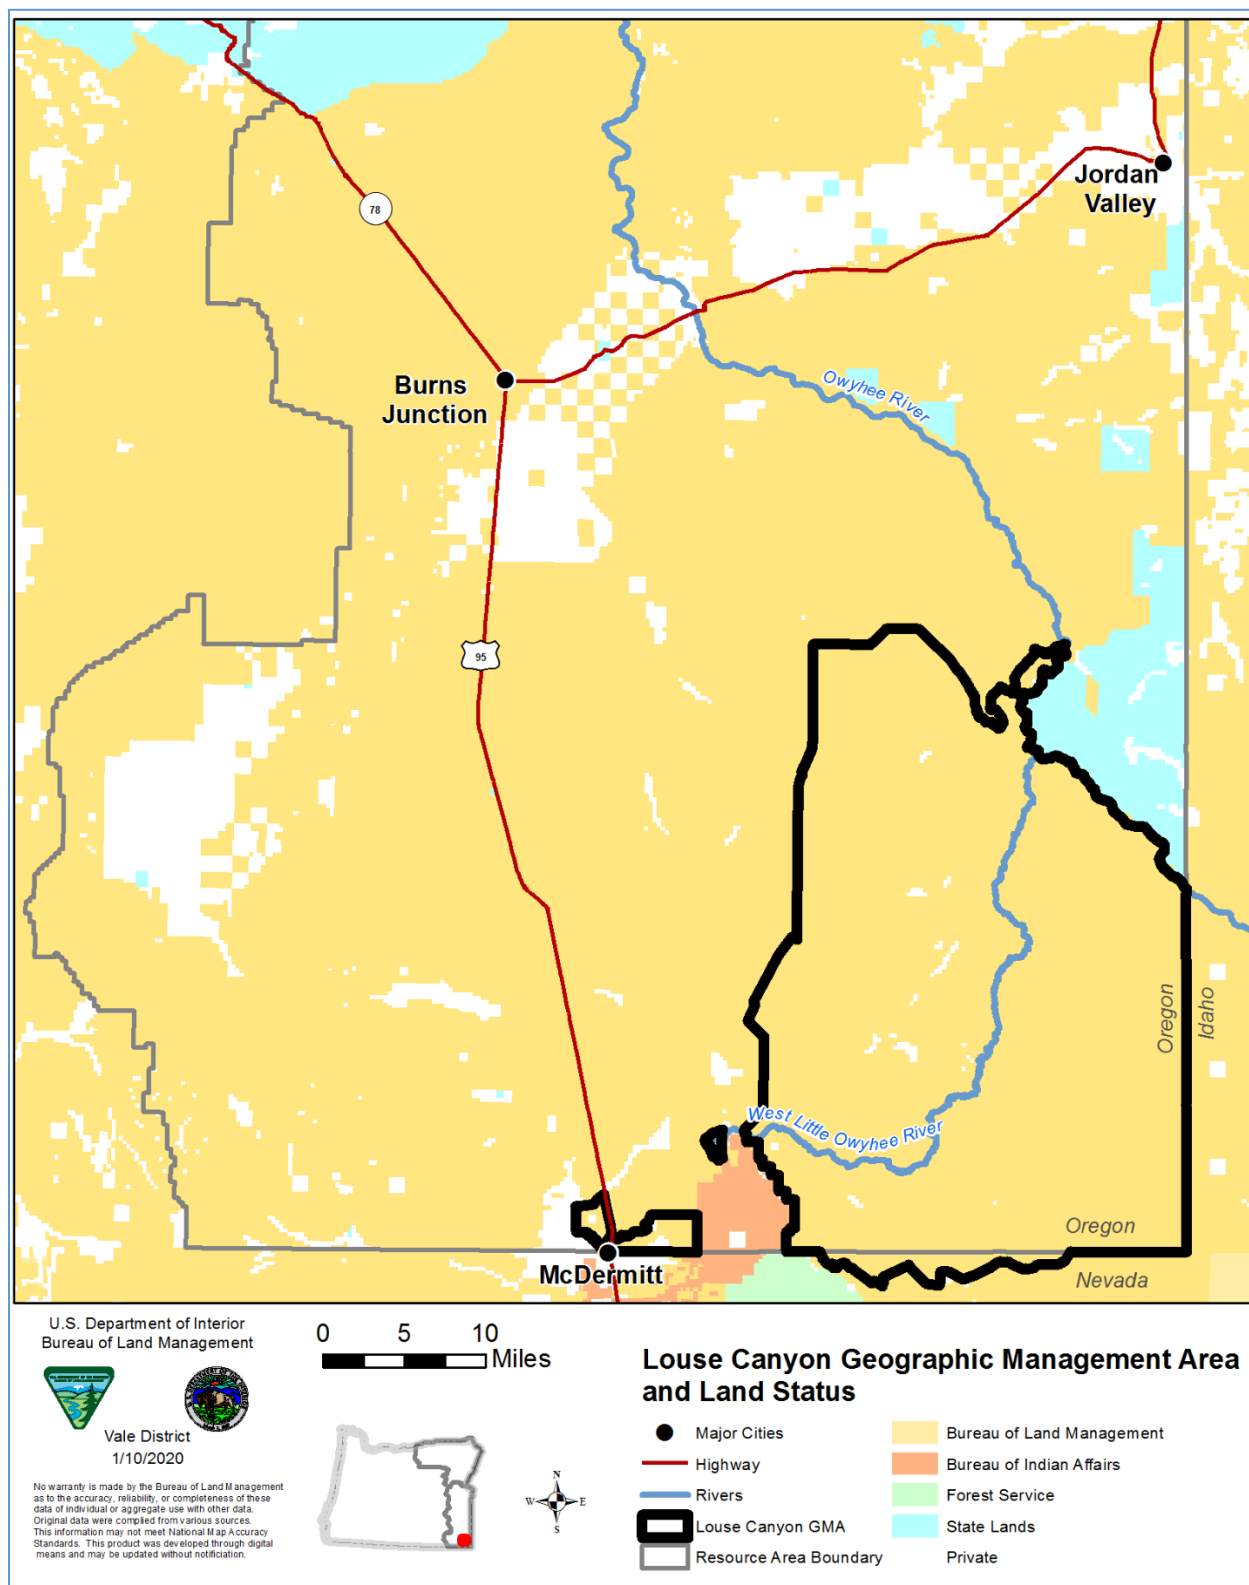 Jordan
Valley
78
Burns
Junction
Owyhee River
95
Oregon
Idaho
West Little Owyhee River
Oregon
Nevada
McDermitt
U.S. Department of Interior
Bureau of Land Management
Vale District
1/10/2020
No warranty is made by the Bureau of Land Management
as to the accuracy, reliability, or completeness of these
data of individual or aggregate use with other data.
Original data were compiled from various sources.
This information may not meet National Map Accuracy
Standards. This product was developed through digital
means and may be updated without notificiation.
0 5 10
Miles
N
W E
S
Louse Canyon Geographic Management Area
and Land Status
Major Cities
Highway
Rivers
Louse Canyon GMA
Resource Area Boundary
Bureau of Land Management
Bureau of Indian Affairs
Forest Service
State Lands
Private